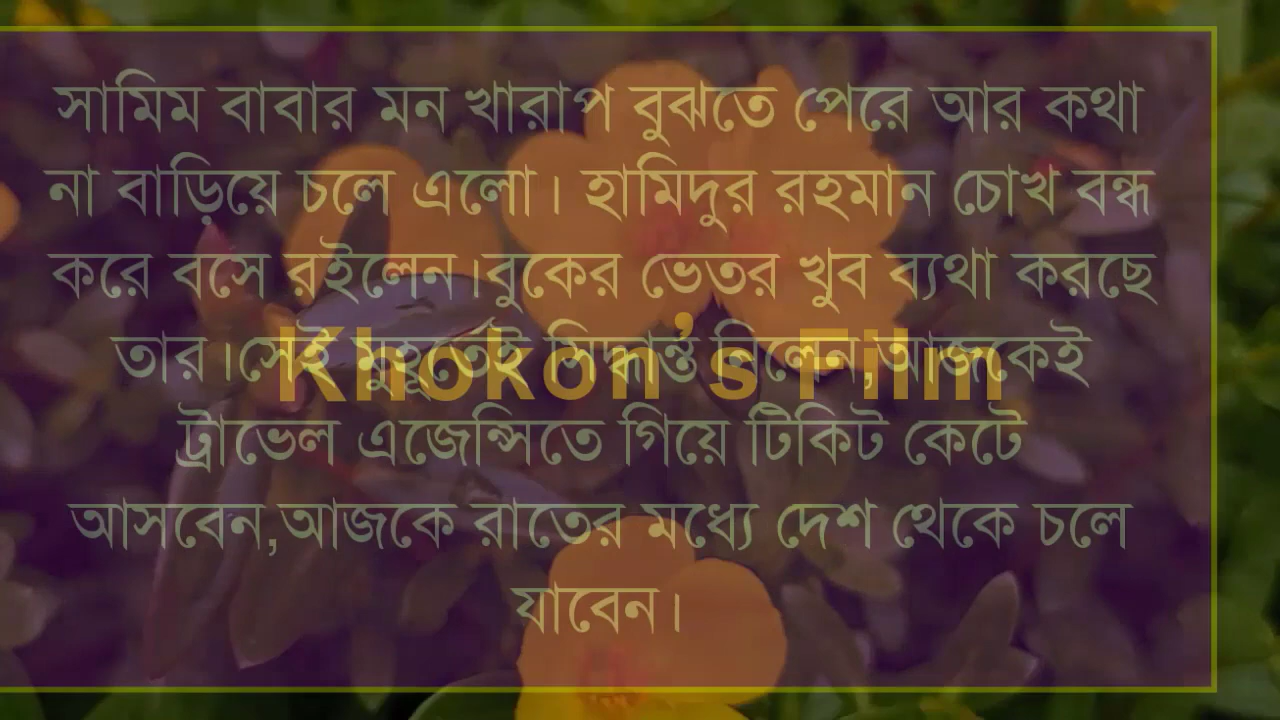 সামিম বাবার মন খারাপ বুঝতে পেরে আর কথা
না বাড়িয়ে চলে এলো। হামিদুর রহমান চোখ বন্ধ
করে বসে রইলেন।বুকের ভেতর খুব ব্যথা করছে
তার।সেই মুহূর্তেই সিদ্ধান্ত নিলেন,আজকেই
Khokon's Film
ট্রাভেল এজেন্সিতে গিয়ে টিকিট কেটে
আসবেন,আজকে রাতের মধ্যে দেশ থেকে চলে
যাবেন।